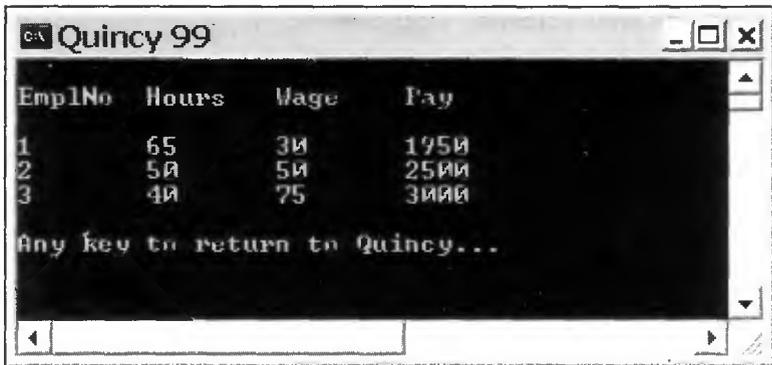 Quincy 99
EmplNo Hours Wage Pay
1 65 30 1950
2 50 50 2500
3 40 75 3000
Any key to return to Quincy...